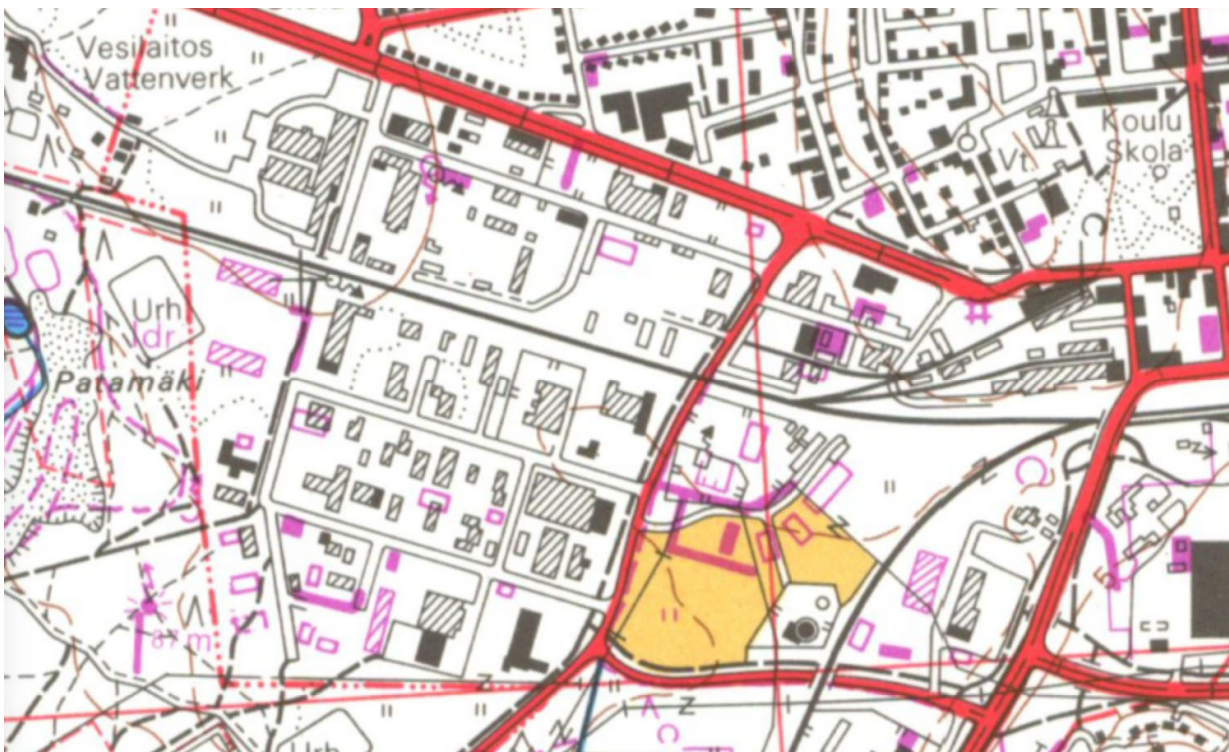 Vesilaitos
Vattenverk
Koulu
Skola
Vt
Urh.
Idr
Patamäki
87 m
Urh